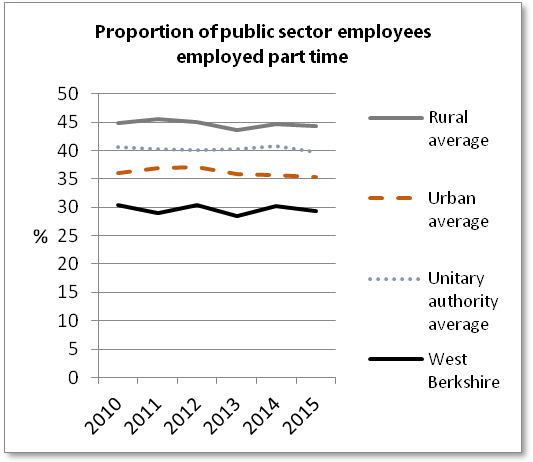 Proportion of public sector employees
employed part time
50
45
40
35
30
25
20
15
10
5
0
%
2010
2011
2012
2013
2014
2015
Rural
average
Urban
average
Unitary
authority
average
West
Berkshire